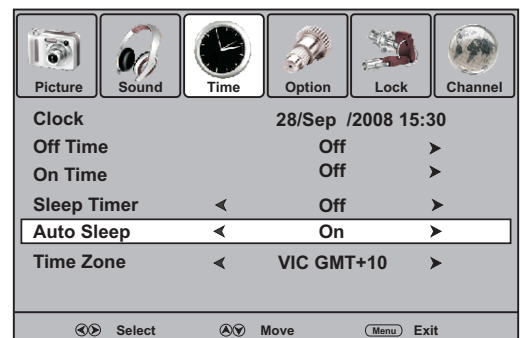 Picture Sound Time Option Lock Channel
Clock 28/Sep /2008 15:30
Off Time Off
On Time Off
Sleep Timer Off
Auto Sleep On
Time Zone VIC GMT+10
Select Move Menu Exit